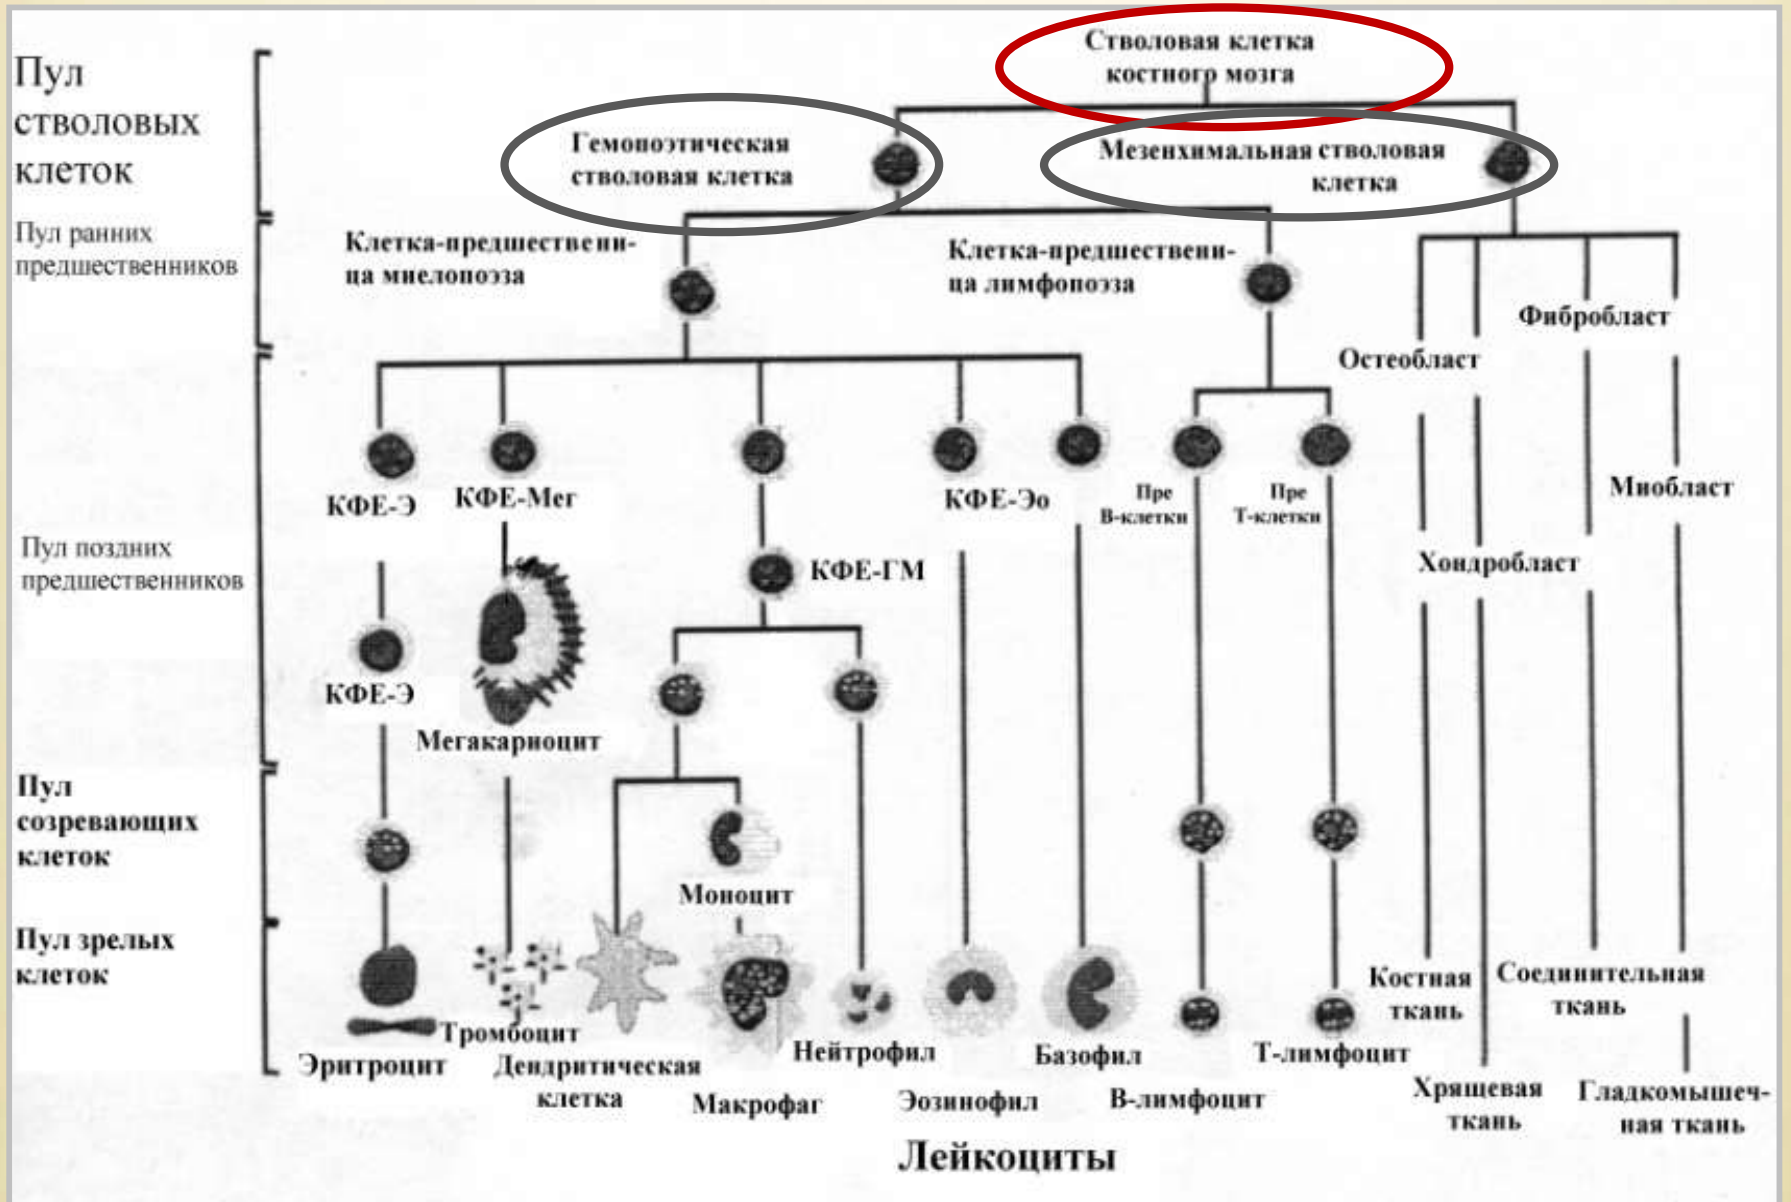 Стволовая клетка
костного мозга
Пул
стволовых
клеток
Гемопоэтическая
стволовая клетка
Мезенхимальная стволовая
клетка
Пул ранних
предшественников
Клетка-предшествени-
ца миелопоэза
Клетка-предшествени-
ца лимфопоэза
Фибробласт
Остеобласт
КФЕ-Э
КФЕ-Мег
КФЕ-Эо
Пре
В-клетки
Пре
Т-клетки
Миобласт
Пул поздних
предшественников
КФЕ-ГМ
Хондробласт
КФЕ-Э
Мегакариоцит
Пул
созревающих
клеток
Моноцит
Пул зрелых
клеток
Костная
ткань
Соединительная
ткань
Эритроцит
Тромбоцит
Дендритическая
клетка
Макрофаг
Нейтрофил
Эозинофил
Базофил
В-лимфоцит
Т-лимфоцит
Хрящевая
ткань
Гладкомышеч-
ная ткань
Лейкоциты